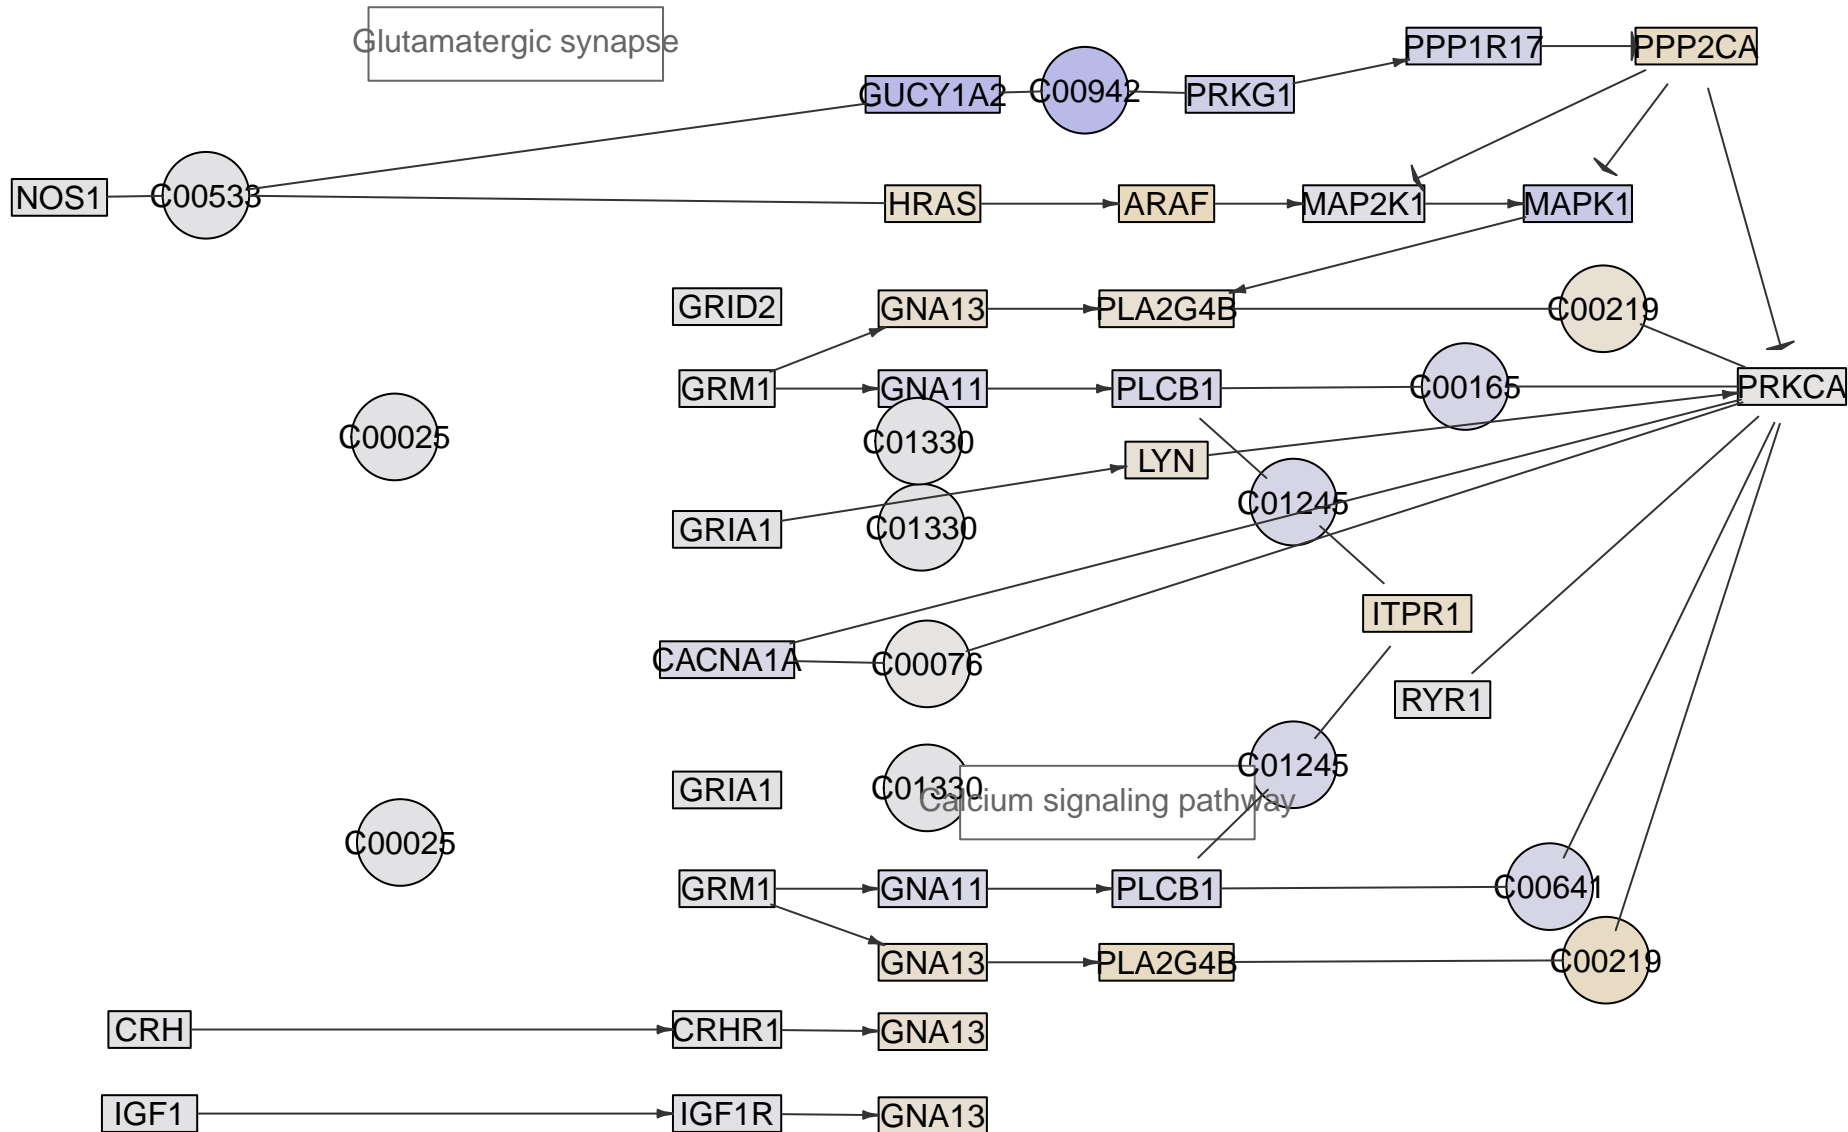 Glutamatergic synapse
PPP1R17
PPP2CA
GUCY1A2
C00942
PRKG1
NOS1
C00533
HRAS
ARAF
MAP2K1
MAPK1
GRID2
GNA13
PLA2G4B
C00219
GRM1
GNA11
PLCB1
C00165
PRKCA
C00025
C01330
LYN
C01245
GRIA1
C01330
ITPR1
CACNA1A
C00076
RYR1
C01245
GRIA1
C01330
Calcium signaling pathway
C00025
GRM1
GNA11
PLCB1
C00641
GNA13
PLA2G4B
C00219
CRH
CRHR1
GNA13
IGF1
IGF1R
GNA13